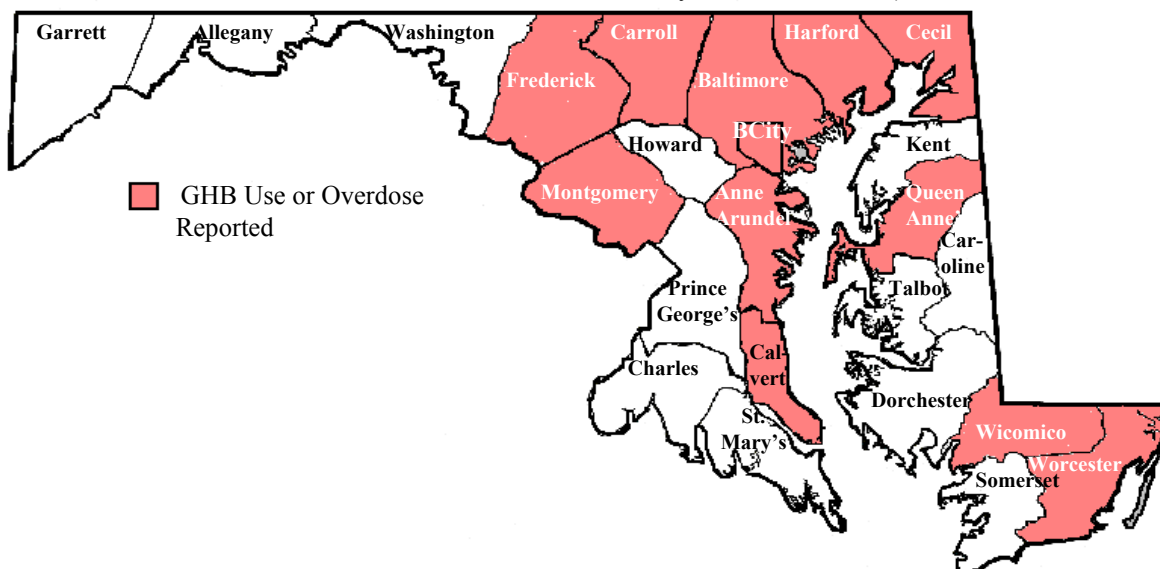 Garrett
Allegany
Washington
Frederick
Carroll
Baltimore
Harford
Cecil
BCity
Howard
Kent
Montgomery
Anne
Arundel
Queen
Anne'
Car-
oline
Talbot
GHB Use or Overdose
Reported
Prince
George's
Charles
Cal-
vert
St.
Mary's
Dorchester
Wicomico
Worcester
Somerset